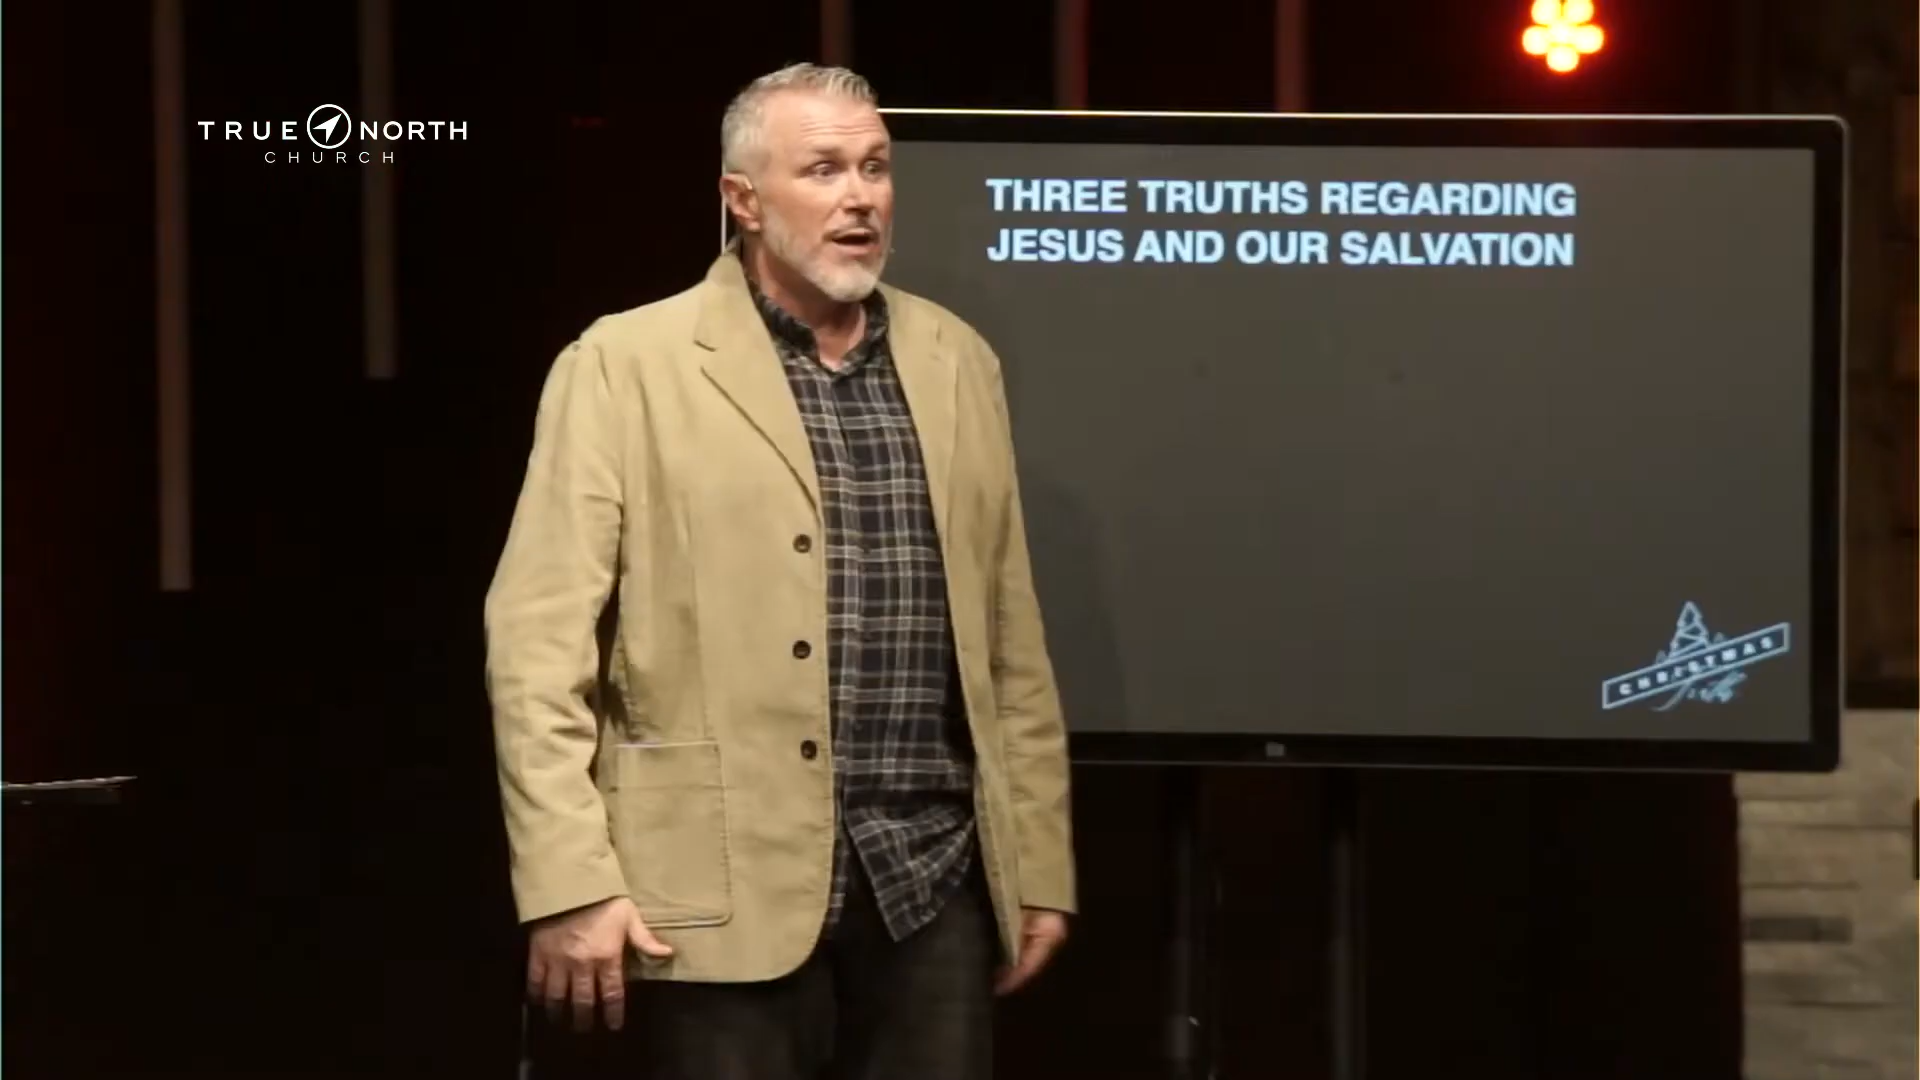 TRUE NORTH
CHURCH
THREE TRUTHS REGARDING
JESUS AND OUR SALVATION
CHRISTMAS